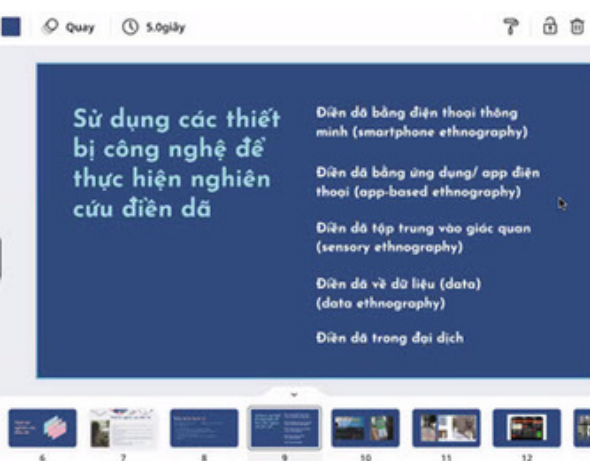 Quay
5.0giây
Sử dụng các thiết
bị công nghệ để
thực hiện nghiên
cứu điền dã
Điền dã bằng điện thoại thông
minh (smartphone ethnography)
Điền dã bằng ứng dụng/ app điện
thoại (app-based ethnography)
Điền dã tập trung vào giác quan
(sensory ethnography)
Điền dã về dữ liệu (data)
(data ethnography)
Điền dã trong đại dịch
6
7
8
9
10
11
12